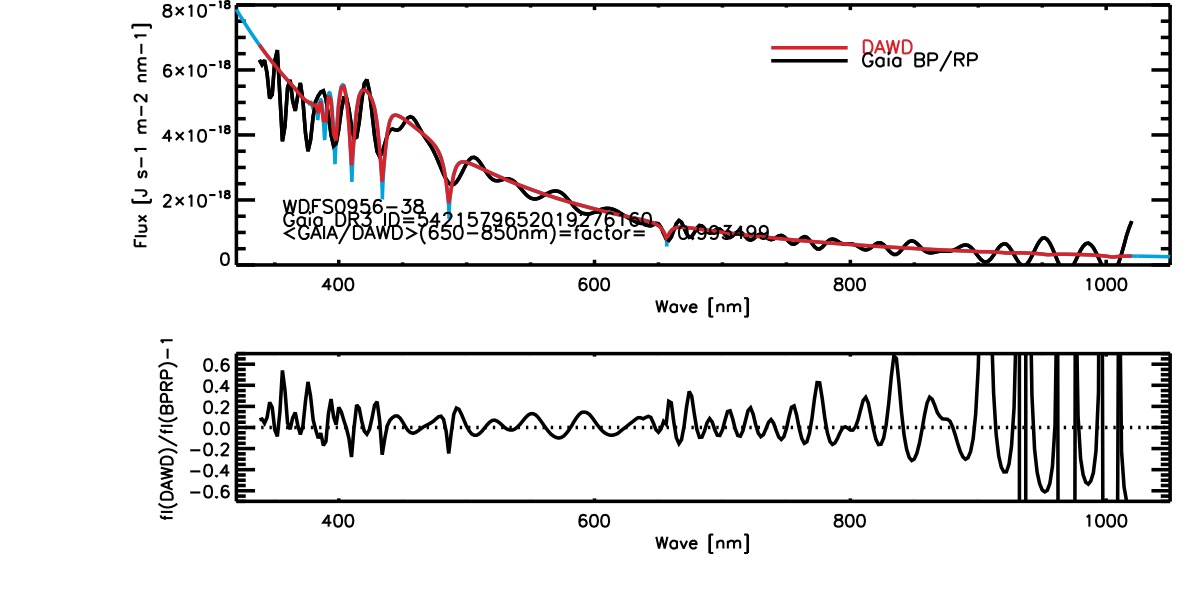 8×10-18
6×10-18
4×10-18
2×10-18
0
Flux [J s-1 m-2 nm-1]
DAWD
Gaia BP/RP
WDFS0956-38
Gaia DR3 ID=5421579652019276160
<GAIA/DAWD>(650-850nm)=factor= 0.993499
400 600 800 1000
Wave [nm]
fl(DAWD)/fl(BPRP)-1
0.6
0.4
0.2
0.0
-0.2
-0.4
-0.6
400 600 800 1000
Wave [nm]